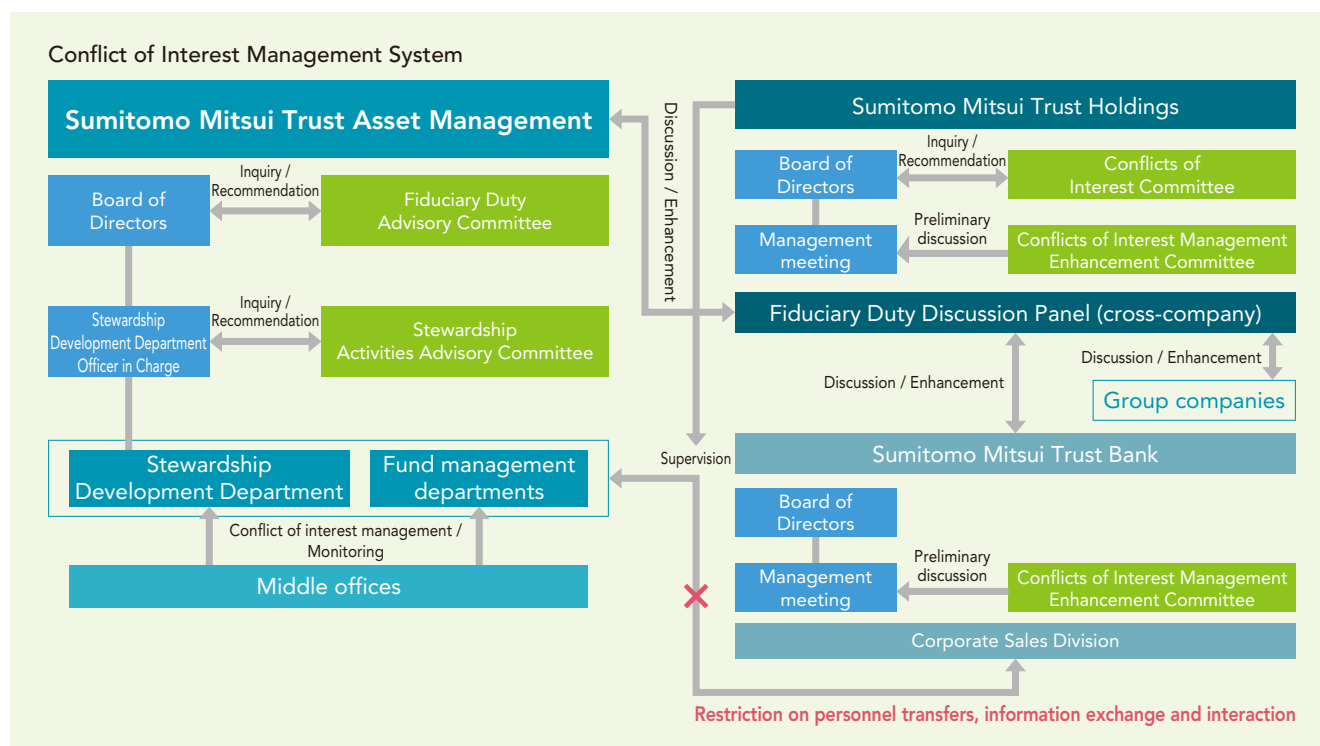 Conflict of Interest Management System
Sumitomo Mitsui Trust Asset Management
Board of
Directors
Inquiry /
Recommendation
Fiduciary Duty
Advisory Committee
Stewardship
Development Department
Officer in Charge
Inquiry /
Recommendation
Stewardship
Activities Advisory Committee
Stewardship
Development Department
Fund management
departments
Conflict of interest management /
Monitoring
Middle offices
Discussion / Enhancement
Supervision
Sumitomo Mitsui Trust Holdings
Board of
Directors
Inquiry /
Recommendation
Conflicts of
Interest Committee
Management
meeting
Preliminary
discussion
Conflicts of Interest Management
Enhancement Committee
Fiduciary Duty Discussion Panel (cross-company)
Discussion / Enhancement
Discussion / Enhancement
Group companies
Sumitomo Mitsui Trust Bank
Board of
Directors
Management
meeting
Preliminary
discussion
Conflicts of Interest Management
Enhancement Committee
Corporate Sales Division
Restriction on personnel transfers, information exchange and interaction